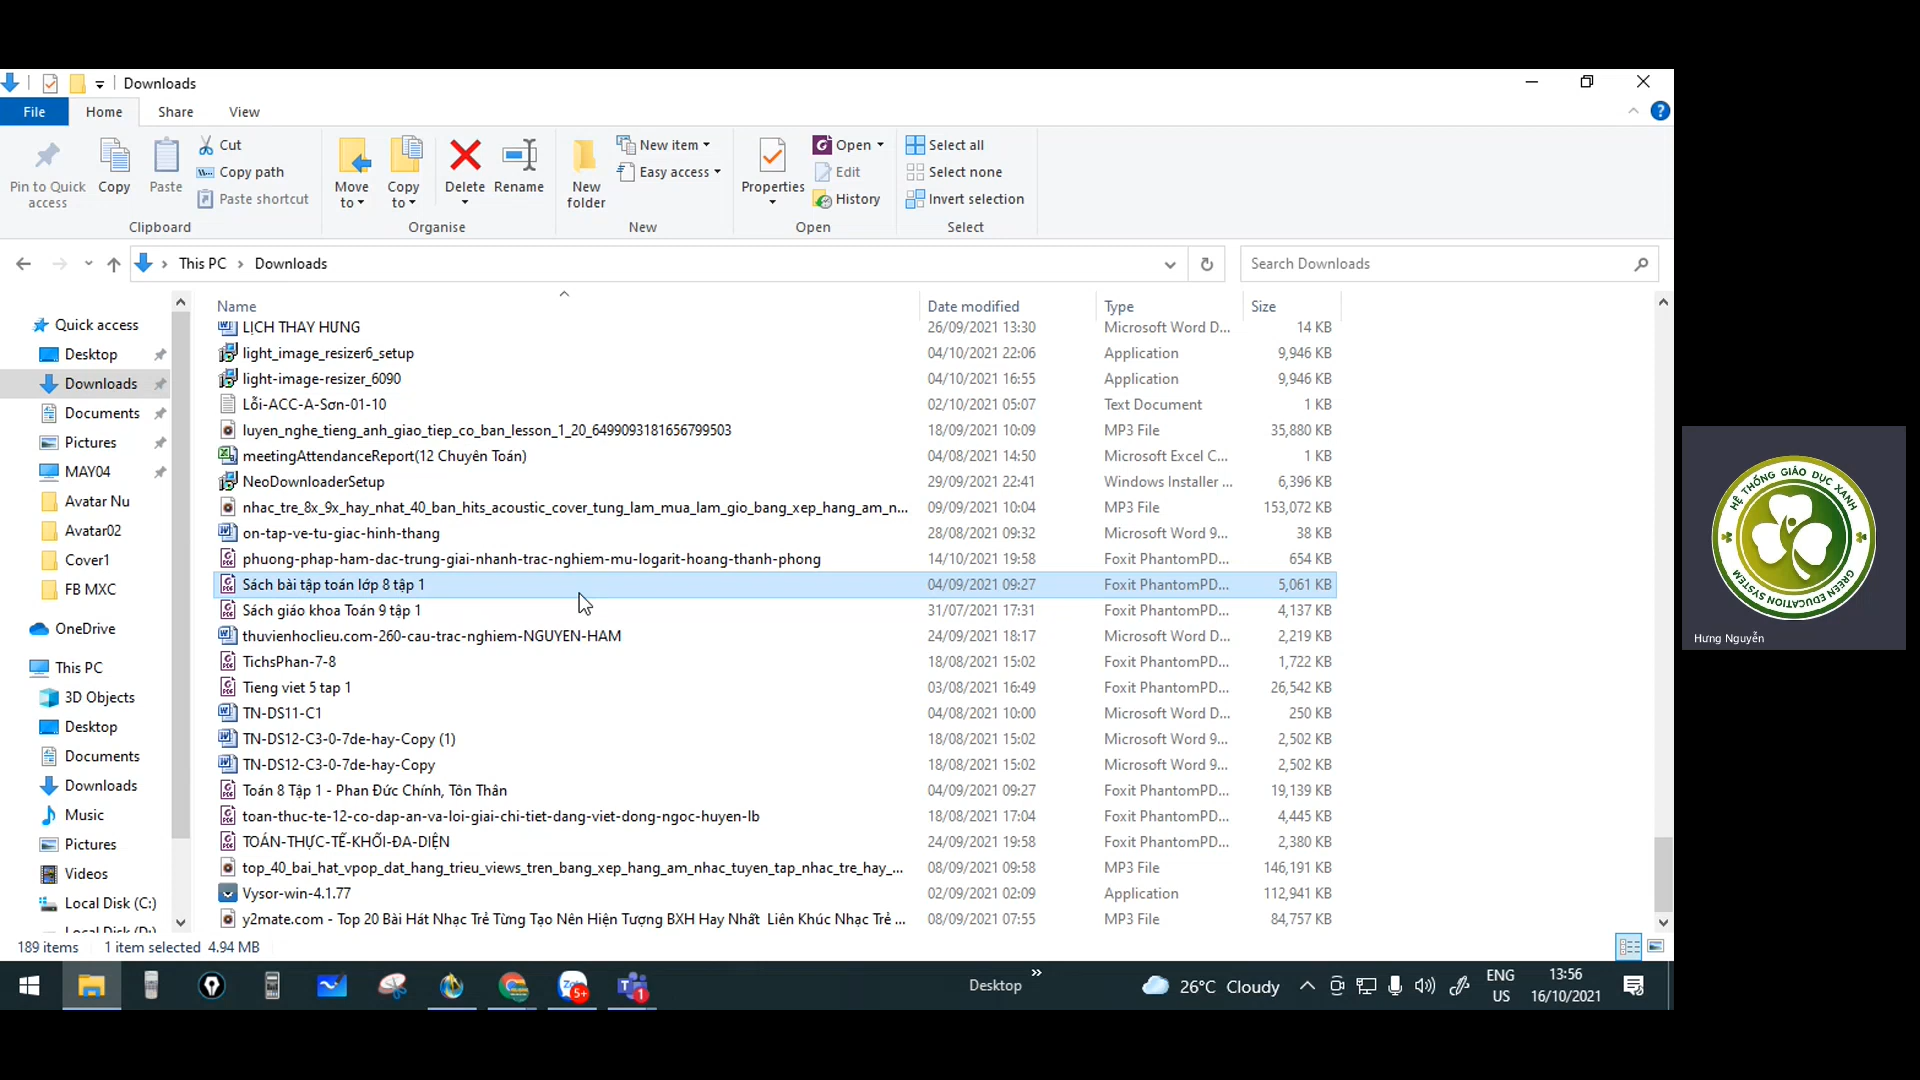 Downloads
File Home Share View
Pin to Quick access
Copy
Paste
Cut
Copy path
Paste shortcut
Clipboard
Move to
Copy to
Delete
Rename
Organise
New folder
New item
Easy access
New
Properties
Open
Edit
History
Open
Select all
Select none
Invert selection
Select
This PC Downloads
Search Downloads
Quick access
Desktop
Downloads
Documents
Pictures
MAY04
Avatar Nu
Avatar02
Cover1
FB MXC
OneDrive
This PC
3D Objects
Desktop
Documents
Downloads
Music
Pictures
Videos
Local Disk (C:)
Local Disk (D:)
Name Date modified Type Size
LỊCH THAY HƯNG 26/09/2021 13:30 Microsoft Word D... 14 KB
light_image_resizer6_setup 04/10/2021 22:06 Application 9,946 KB
light-image-resizer_6090 04/10/2021 16:55 Application 9,946 KB
Lỗi-ACC-A-Sơn-01-10 02/10/2021 05:07 Text Document 1 KB
luyen_nghe_tieng_anh_giao_tiep_co_ban_lesson_1_20_6499093181656799503 18/09/2021 10:09 MP3 File 35,880 KB
meetingAttendanceReport(12 Chuyên Toán) 04/08/2021 14:50 Microsoft Excel C... 1 KB
NeoDownloaderSetup 29/09/2021 22:41 Windows Installer ... 6,396 KB
nhac_tre_8x_9x_hay_nhat_40_ban_hits_acoustic_cover_tung_lam_mua_lam_gio_bang_xep_hang_am_n... 09/09/2021 10:04 MP3 File 153,072 KB
on-tap-ve-tu-giac-hinh-thang 28/08/2021 09:32 Microsoft Word 9... 38 KB
phuong-phap-ham-dac-trung-giai-nhanh-trac-nghiem-mu-logarit-hoang-thanh-phong 14/10/2021 19:58 Foxit PhantomPD... 654 KB
Sách bài tập toán lớp 8 tập 1 04/09/2021 09:27 Foxit PhantomPD... 5,061 KB
Sách giáo khoa Toán 9 tập 1 31/07/2021 17:31 Foxit PhantomPD... 4,137 KB
thuvienhoclieu.com-260-cau-trac-nghiem-NGUYEN-HAM 24/09/2021 18:17 Microsoft Word D... 2,219 KB
TichsPhan-7-8 18/08/2021 15:02 Foxit PhantomPD... 1,722 KB
Tieng viet 5 tap 1 03/08/2021 16:49 Foxit PhantomPD... 26,542 KB
TN-DS11-C1 04/08/2021 10:00 Microsoft Word D... 250 KB
TN-DS12-C3-0-7de-hay-Copy (1) 18/08/2021 15:02 Microsoft Word 9... 2,502 KB
TN-DS12-C3-0-7de-hay-Copy 18/08/2021 15:02 Microsoft Word 9... 2,502 KB
Toán 8 Tập 1 - Phan Đức Chính, Tôn Thân 04/09/2021 09:27 Foxit PhantomPD... 19,139 KB
toan-thuc-te-12-co-dap-an-va-loi-giai-chi-tiet-dang-viet-dong-ngoc-huyen-lb 18/08/2021 17:04 Foxit PhantomPD... 4,445 KB
TOÁN-THỰC-TẾ-KHỐI-ĐA-DIỆN 24/09/2021 19:58 Foxit PhantomPD... 2,380 KB
top_40_bai_hat_vpop_dat_hang_trieu_views_tren_bang_xep_hang_am_nhac_tuyen_tap_nhac_tre_hay_... 08/09/2021 09:58 MP3 File 146,191 KB
Vysor-win-4.1.77 02/09/2021 02:09 Application 112,941 KB
y2mate.com - Top 20 Bài Hát Nhạc Trẻ Từng Tạo Nên Hiện Tượng BXH Hay Nhất Liên Khúc Nhạc Trẻ ... 08/09/2021 07:55 MP3 File 84,757 KB
189 items 1 item selected 4.94 MB
Desktop
26°C Cloudy
ENG
US
13:56
16/10/2021
HỆ THỐNG GIÁO DỤC XANH
GREEN EDUCATION SYSTEM
Hưng Nguyễn